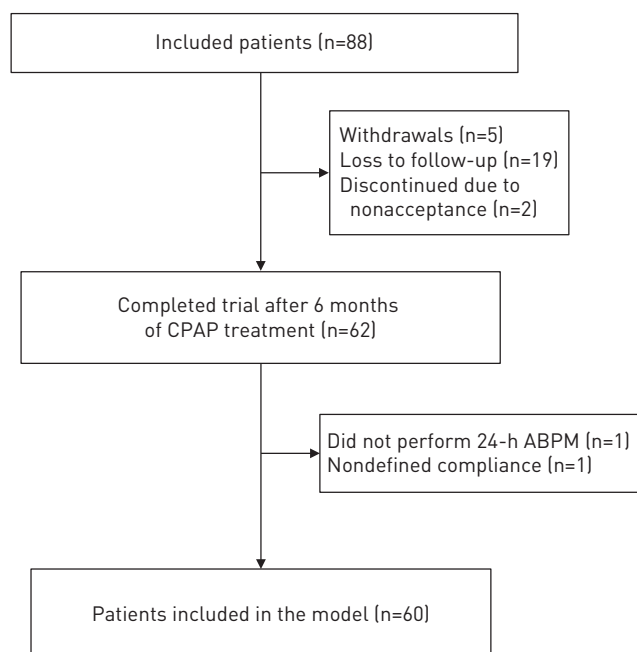 Included patients (n=88)
Withdrawals (n=5)
Loss to follow-up (n=19)
Discontinued due to
nonacceptance (n=2)
Completed trial after 6 months
of CPAP treatment (n=62)
Did not perform 24-h ABPM (n=1)
Nondefined compliance (n=1)
Patients included in the model (n=60)